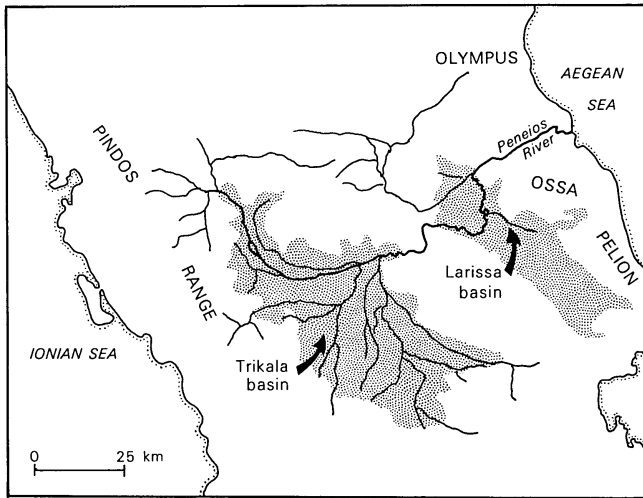 OLYMPUS
AEGEAN
SEA
PINDOS
Peneios
River
OSSA
PELION
Larissa
basin
RANGE
IONIAN SEA
Trikala
basin
0 25 km